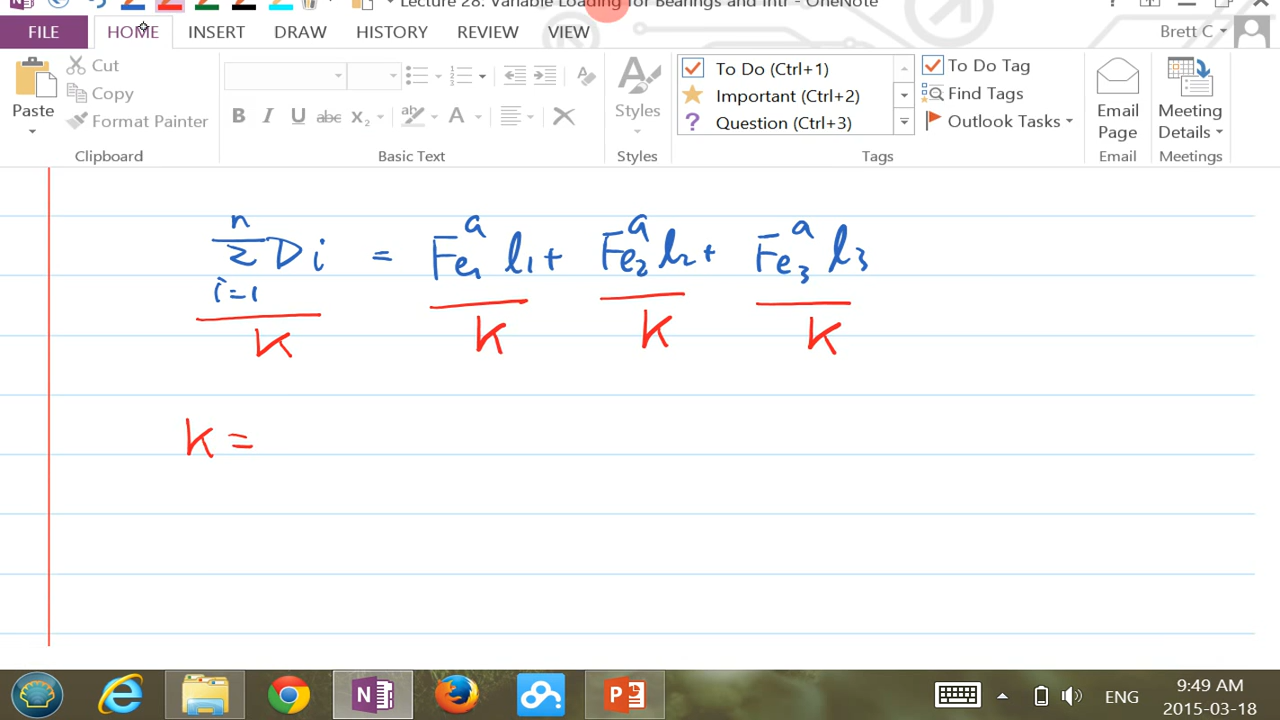 Lecture 28: Variable Loading for Bearings and Intr - OneNote
FILE HOME INSERT DRAW HISTORY REVIEW VIEW Brett C
Cut
Copy
Format Painter
Paste
Clipboard
B I U abc x₂ A
Basic Text
Styles
Styles
To Do (Ctrl+1)
Important (Ctrl+2)
Question (Ctrl+3)
To Do Tag
Find Tags
Outlook Tasks
Tags
Email Page
Email
Meeting Details
Meetings
n a a a
Σ Di = Fe1 l1 + Fe2 l2 + Fe3 l3
i=1
K K K K
K =
ENG
9:49 AM
2015-03-18